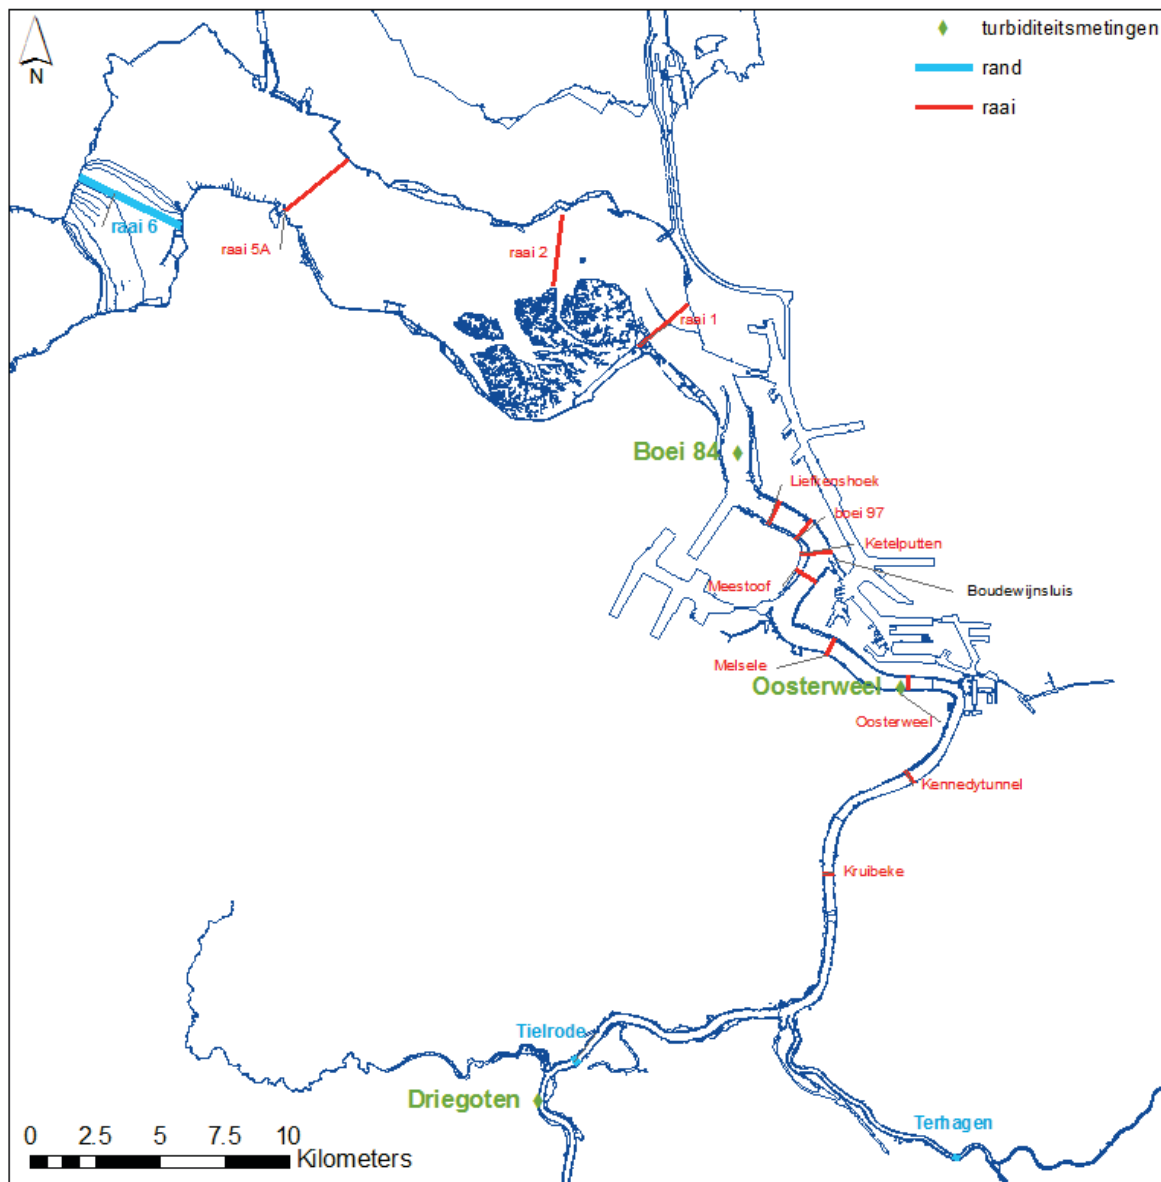 N
turbiditeitsmetingen
rand
raai
raai 6
raai 5A
raai 2
raai 1
Boei 84
Liefkenshoek
boei 97
Ketelputten
Meestoof
Boudewijnsluis
Melsele
Oosterweel
Oosterweel
Kennedytunnel
Kruibeke
Tielrode
Driegoten
Terhagen
0 2.5 5 7.5 10
Kilometers